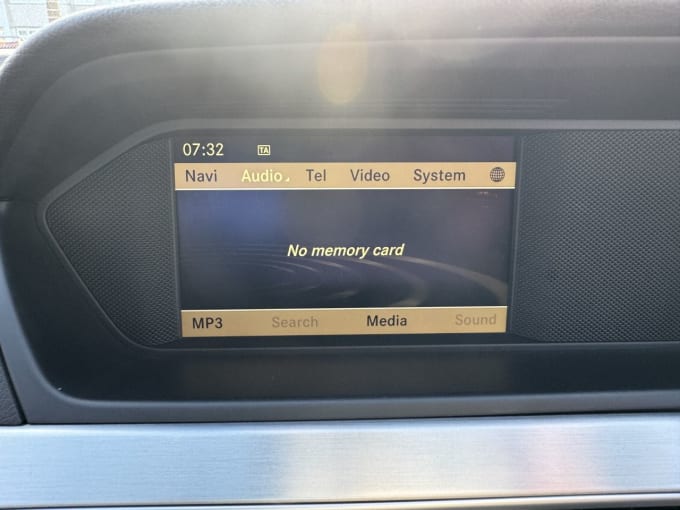 07:32 TA
Navi Audio Tel Video System
No memory card
MP3 Search Media Sound